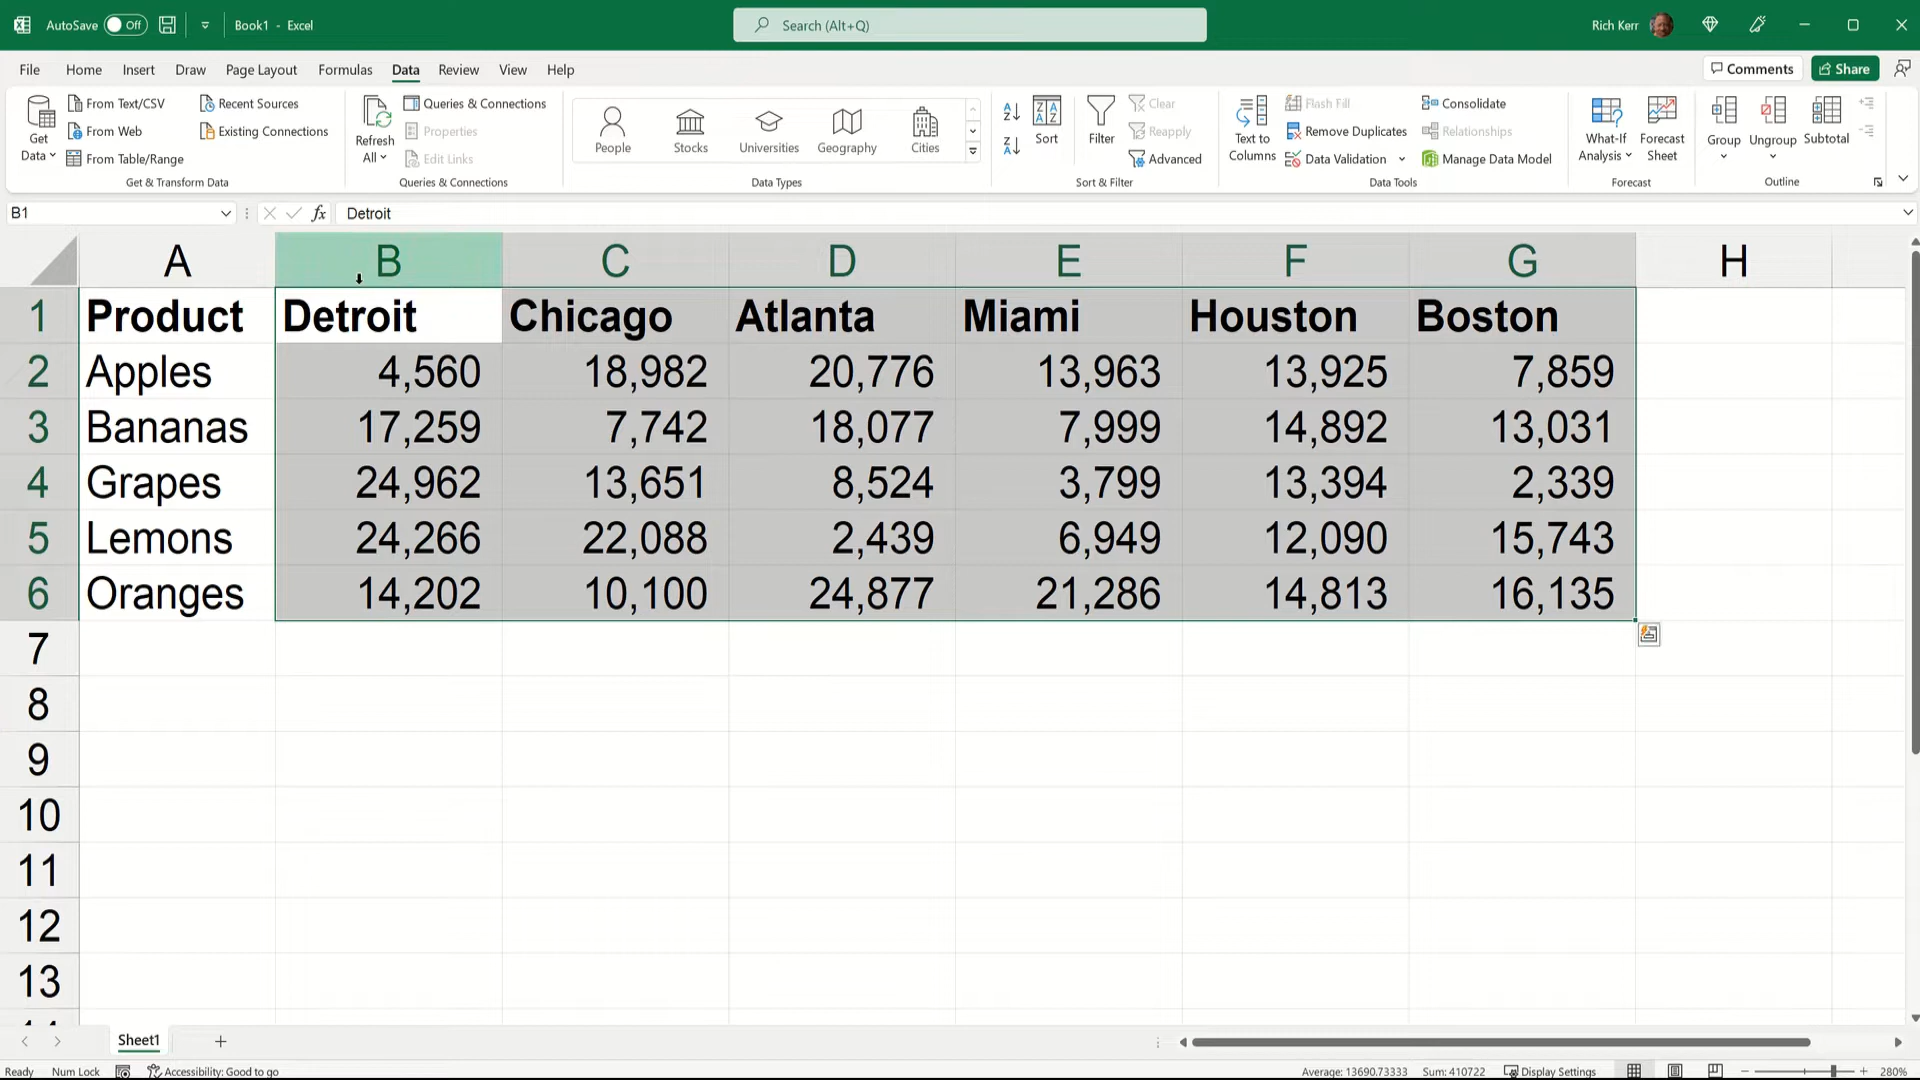 AutoSave Off Book1 - Excel Search (Alt+Q) Rich Kerr
File Home Insert Draw Page Layout Formulas Data Review View Help Comments Share
Get Data From Text/CSV From Web From Table/Range Recent Sources Existing Connections
Get & Transform Data
Refresh All Queries & Connections Properties Edit Links
Queries & Connections
People Stocks Universities Geography Cities
Data Types
Sort Filter Clear Reapply Advanced
Sort & Filter
Text to Columns Flash Fill Remove Duplicates Data Validation Consolidate Relationships Manage Data Model
Data Tools
What-If Analysis Forecast Sheet
Forecast
Group Ungroup Subtotal
Outline
B1 fx Detroit
A B C D E F G H
1 Product Detroit Chicago Atlanta Miami Houston Boston
2 Apples 4,560 18,982 20,776 13,963 13,925 7,859
3 Bananas 17,259 7,742 18,077 7,999 14,892 13,031
4 Grapes 24,962 13,651 8,524 3,799 13,394 2,339
5 Lemons 24,266 22,088 2,439 6,949 12,090 15,743
6 Oranges 14,202 10,100 24,877 21,286 14,813 16,135
7
8
9
10
11
12
13
Sheet1
Ready Num Lock Accessibility: Good to go Average: 13690.73333 Sum: 410722 Display Settings 280%